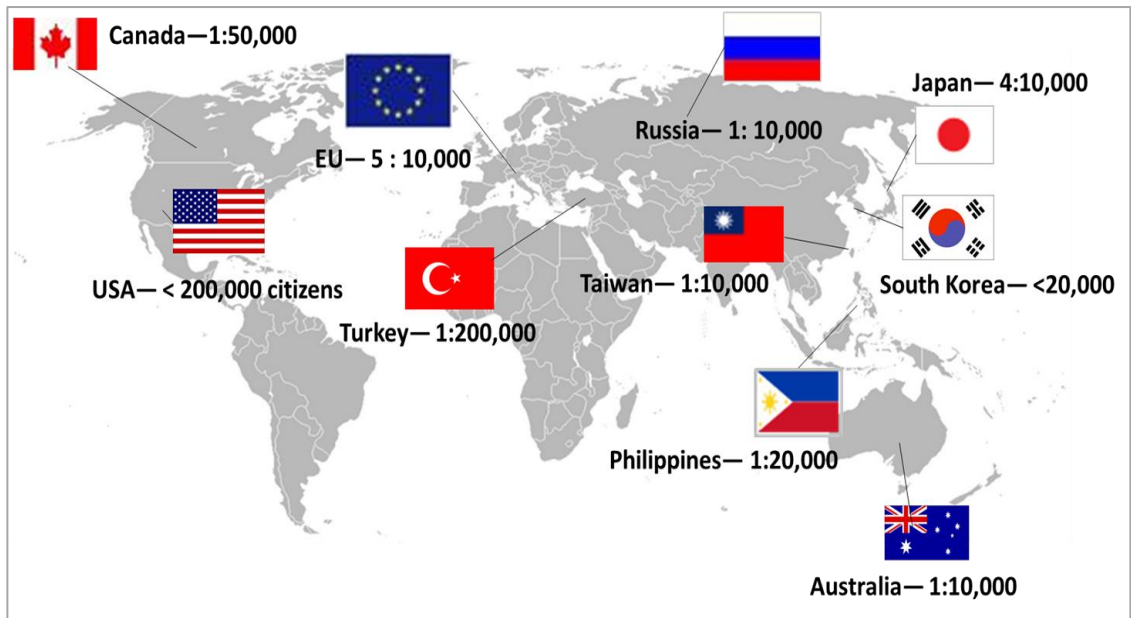 Canada—1:50,000
Japan— 4:10,000
Russia— 1: 10,000
EU— 5 : 10,000
USA— < 200,000 citizens
Taiwan— 1:10,000
South Korea— <20,000
Turkey— 1:200,000
Philippines— 1:20,000
Australia— 1:10,000